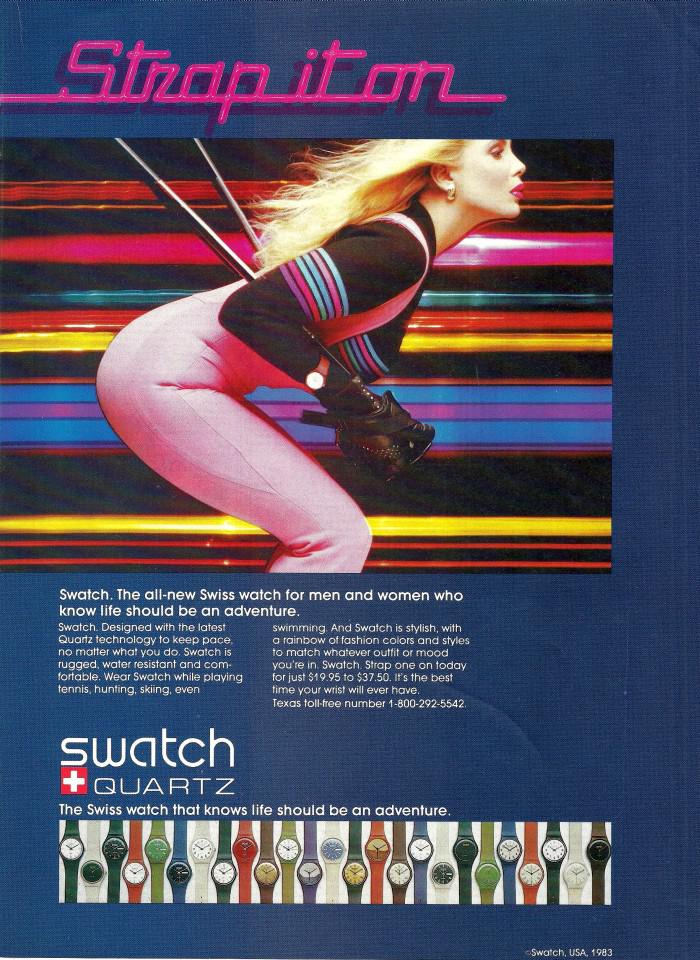 Strap it on
Swatch. The all-new Swiss watch for men and women who
know life should be an adventure.
Swatch. Designed with the latest
Quartz technology to keep pace,
no matter what you do. Swatch is
rugged, water resistant and com-
fortable. Wear Swatch while playing
tennis, hunting, skiing, even
swimming. And Swatch is stylish, with
a rainbow of fashion colors and styles
to match whatever outfit or mood
you're in. Swatch. Strap one on today
for just $19.95 to $37.50. It's the best
time your wrist will ever have.
Texas toll-free number 1-800-292-5542.
swatch
QUARTZ
The Swiss watch that knows life should be an adventure.
©Swatch, USA, 1983